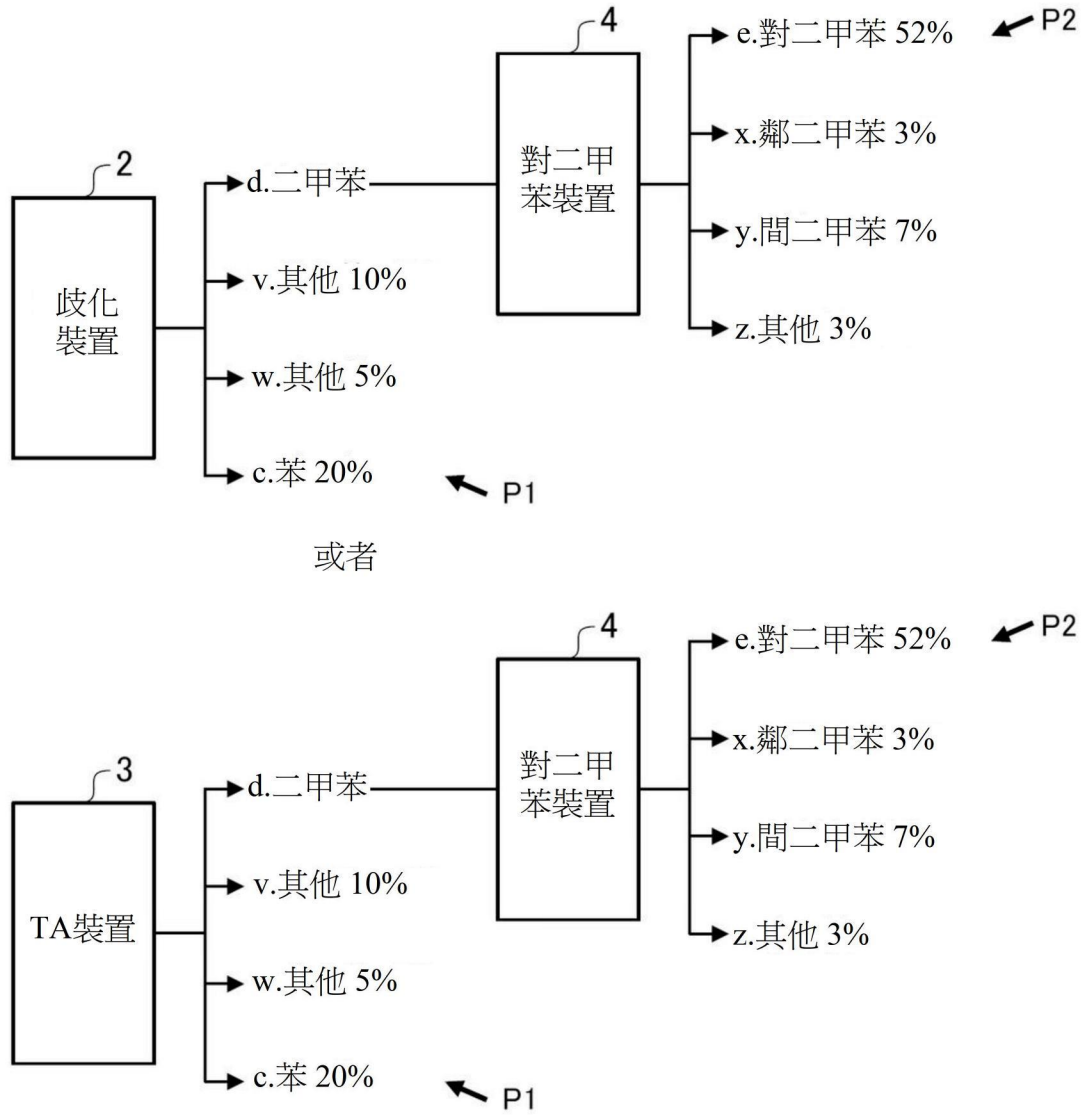 4
e.對二甲苯 52%
P2
對二甲
苯裝置
x.鄰二甲苯 3%
2
d.二甲苯
y.間二甲苯 7%
歧化
裝置
v.其他 10%
z.其他 3%
w.其他 5%
c.苯 20%
P1
或者
4
e.對二甲苯 52%
P2
對二甲
苯裝置
x.鄰二甲苯 3%
3
d.二甲苯
y.間二甲苯 7%
TA裝置
v.其他 10%
z.其他 3%
w.其他 5%
c.苯 20%
P1